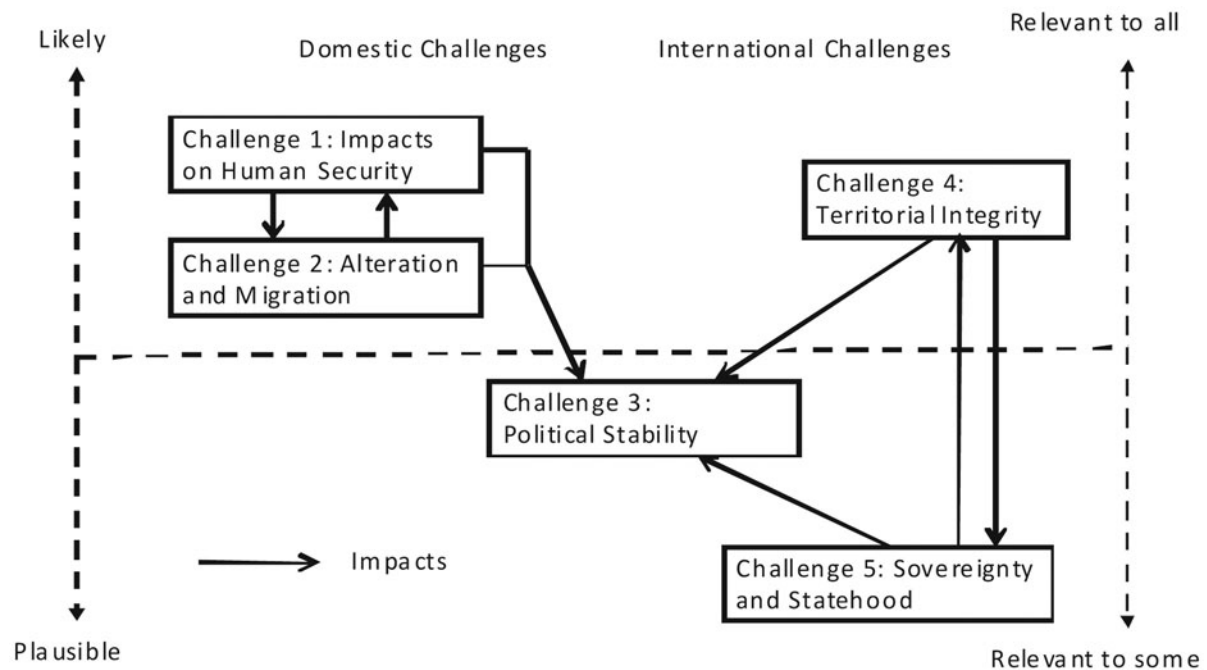 Likely
Domestic Challenges
International Challenges
Relevant to all
Challenge 1: Impacts
on Human Security
Challenge 4:
Territorial Integrity
Challenge 2: Alteration
and Migration
Challenge 3:
Political Stability
Impacts
Challenge 5: Sovereignty
and Statehood
Plausible
Relevant to some